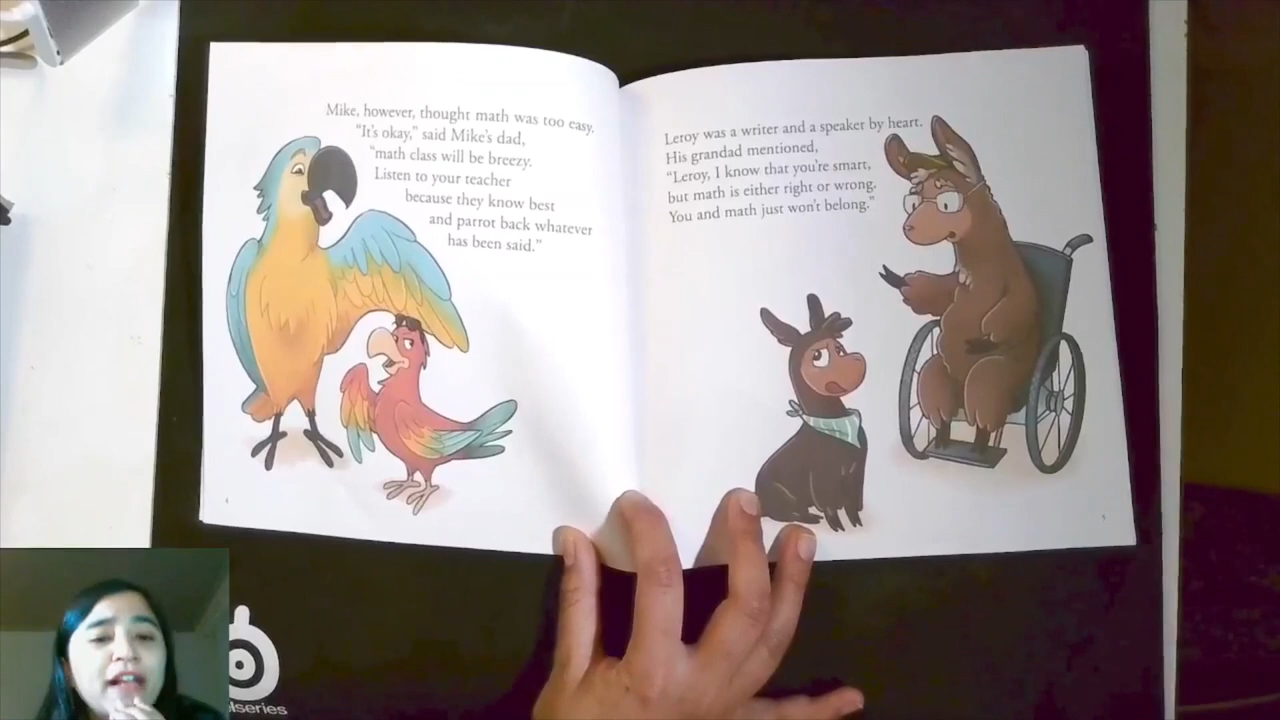 Mike, however, thought math was too easy.
"It's okay," said Mike's dad,
"math class will be breezy.
Listen to your teacher
because they know best
and parrot back whatever
has been said."
4
Leroy was a writer and a speaker by heart.
His grandad mentioned,
"Leroy, I know that you're smart,
but math is either right or wrong.
You and math just won't belong."
elseries